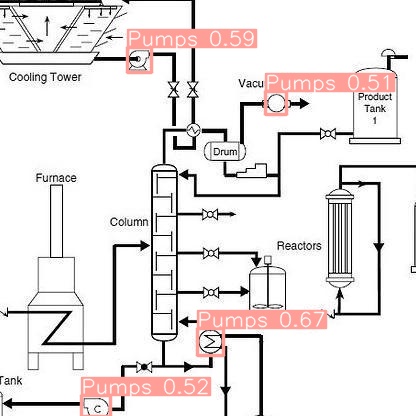 Pumps 0.59
Cooling Tower
Vacu
Pumps 0.51
Product
Tank
1
Drum
Furnace
Column
Reactors
Pumps 0.67
Tank
Pumps 0.52
C